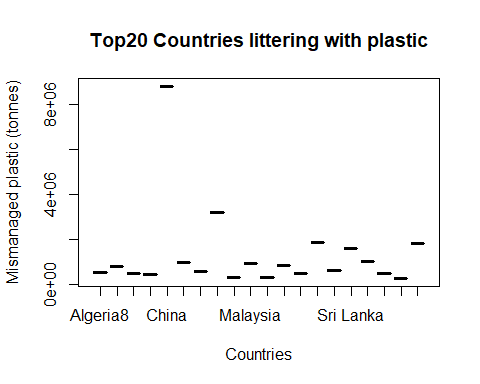 Top20 Countries littering with plastic
Mismanaged plastic (tonnes)
8e+06
4e+06
0e+00
Algeria8 China Malaysia Sri Lanka
Countries